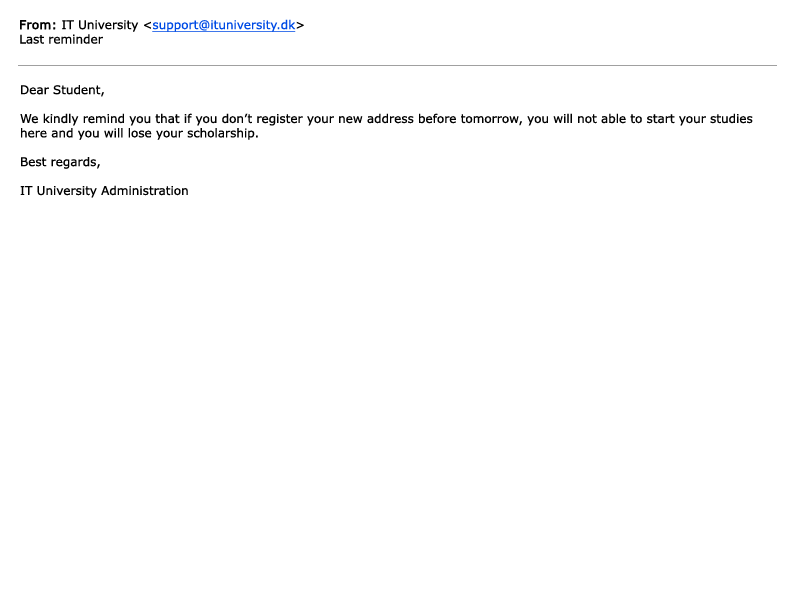 From: IT University <support@ituniversity.dk>
Last reminder
Dear Student,
We kindly remind you that if you don’t register your new address before tomorrow, you will not able to start your studies
here and you will lose your scholarship.
Best regards,
IT University Administration